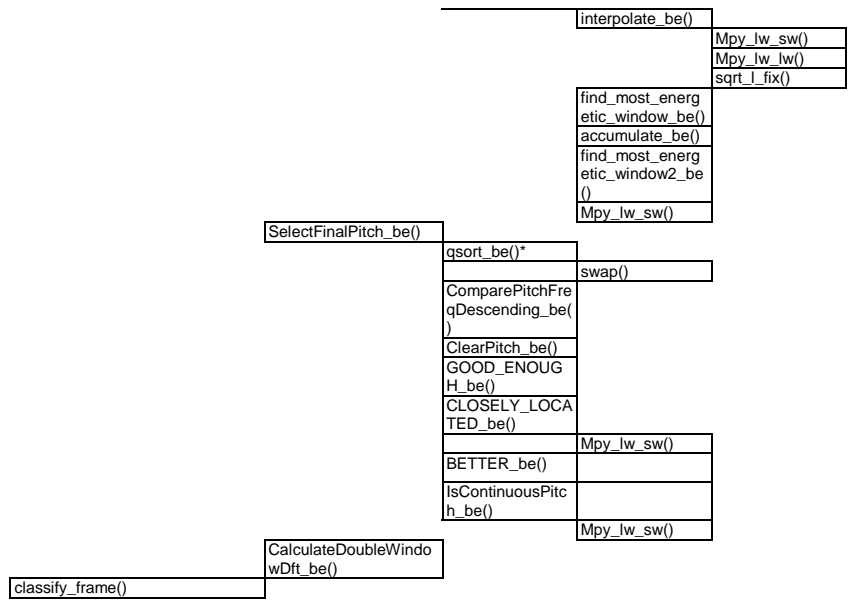 interpolate_be()
Mpy_lw_sw()
Mpy_lw_lw()
sqrt_l_fix()
find_most_energ
etic_window_be()
accumulate_be()
find_most_energ
etic_window2_be
()
Mpy_lw_sw()
SelectFinalPitch_be()
qsort_be()*
swap()
ComparePitchFre
qDescending_be(
)
ClearPitch_be()
GOOD_ENOUG
H_be()
CLOSELY_LOCA
TED_be()
Mpy_lw_sw()
BETTER_be()
IsContinuousPitc
h_be()
Mpy_lw_sw()
CalculateDoubleWindo
wDft_be()
classify_frame()